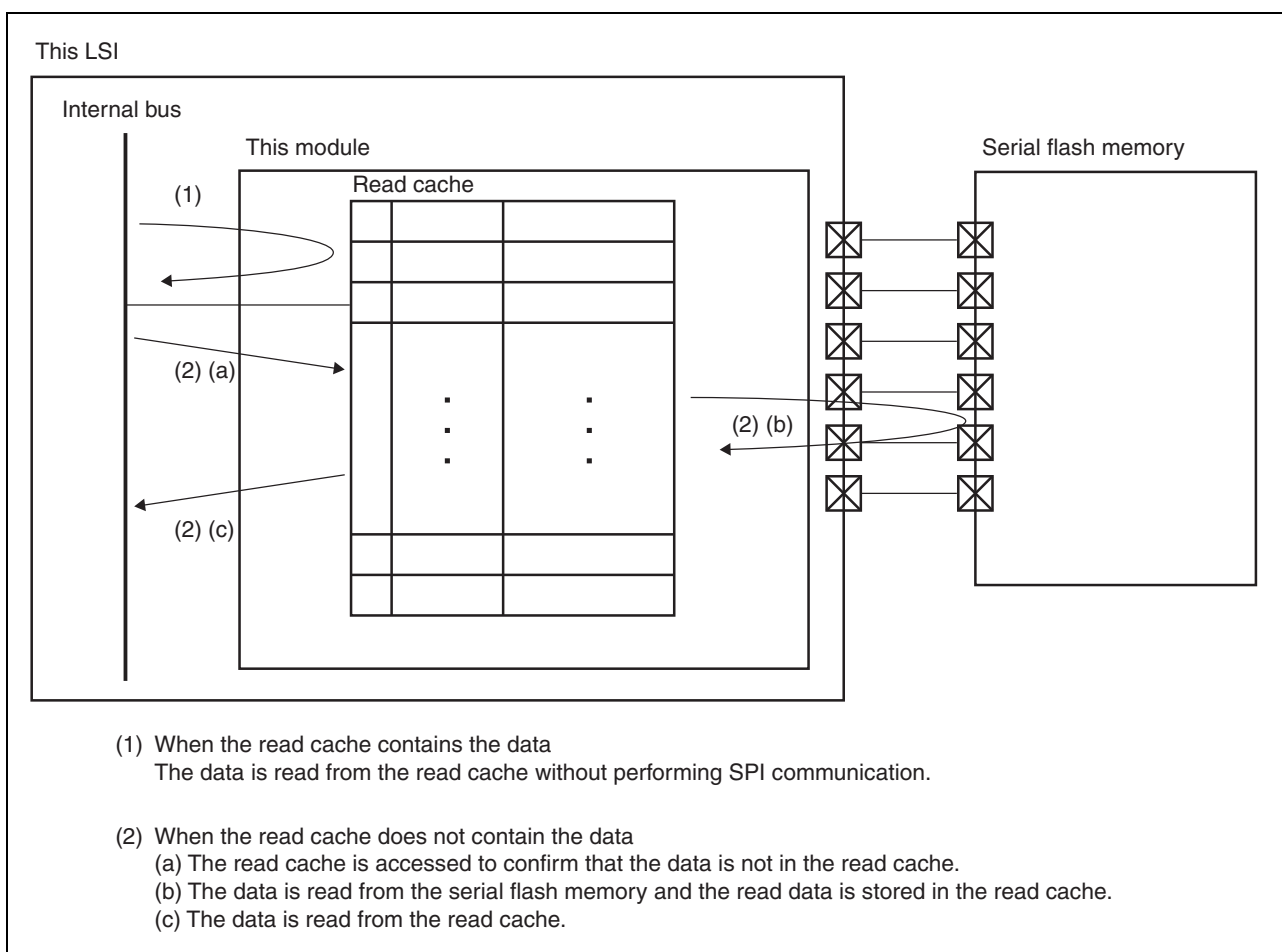 This LSI
Internal bus
This module
Serial flash memory
Read cache
(1)
(2) (a)
(2) (b)
(2) (c)
(1) When the read cache contains the data
The data is read from the read cache without performing SPI communication.
(2) When the read cache does not contain the data
(a) The read cache is accessed to confirm that the data is not in the read cache.
(b) The data is read from the serial flash memory and the read data is stored in the read cache.
(c) The data is read from the read cache.